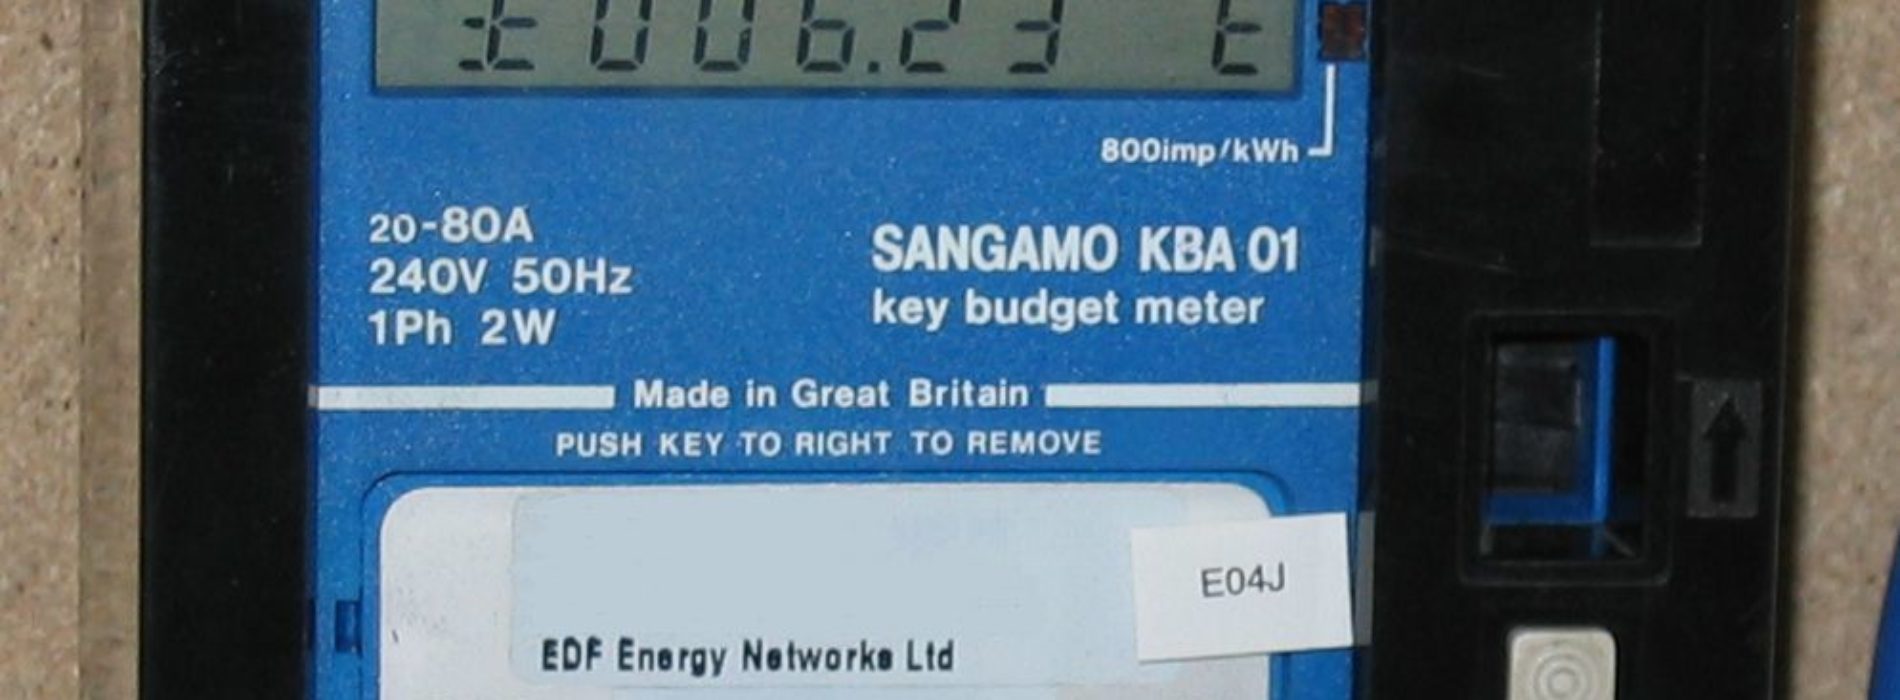 £006.23 t
800imp/kWh
20-80A
240V 50Hz
1Ph 2W
SANGAMO KBA 01
key budget meter
Made in Great Britain
PUSH KEY TO RIGHT TO REMOVE
E04J
EDF Energy Networks Ltd